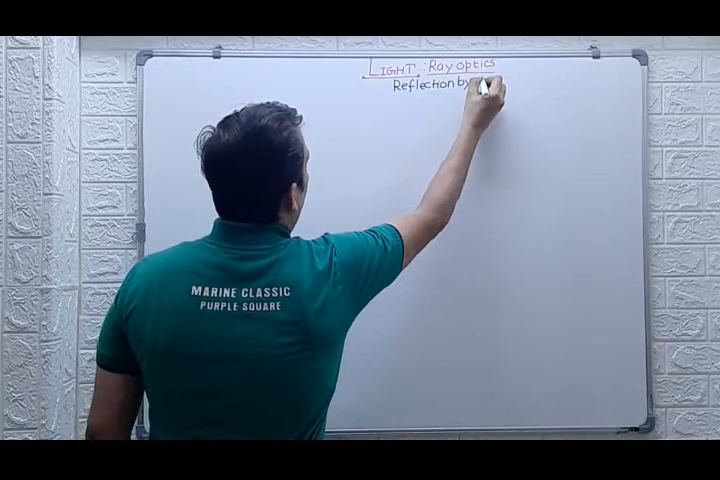 LIGHT : Ray optics
Reflection by
MARINE CLASSIC
PURPLE SQUARE